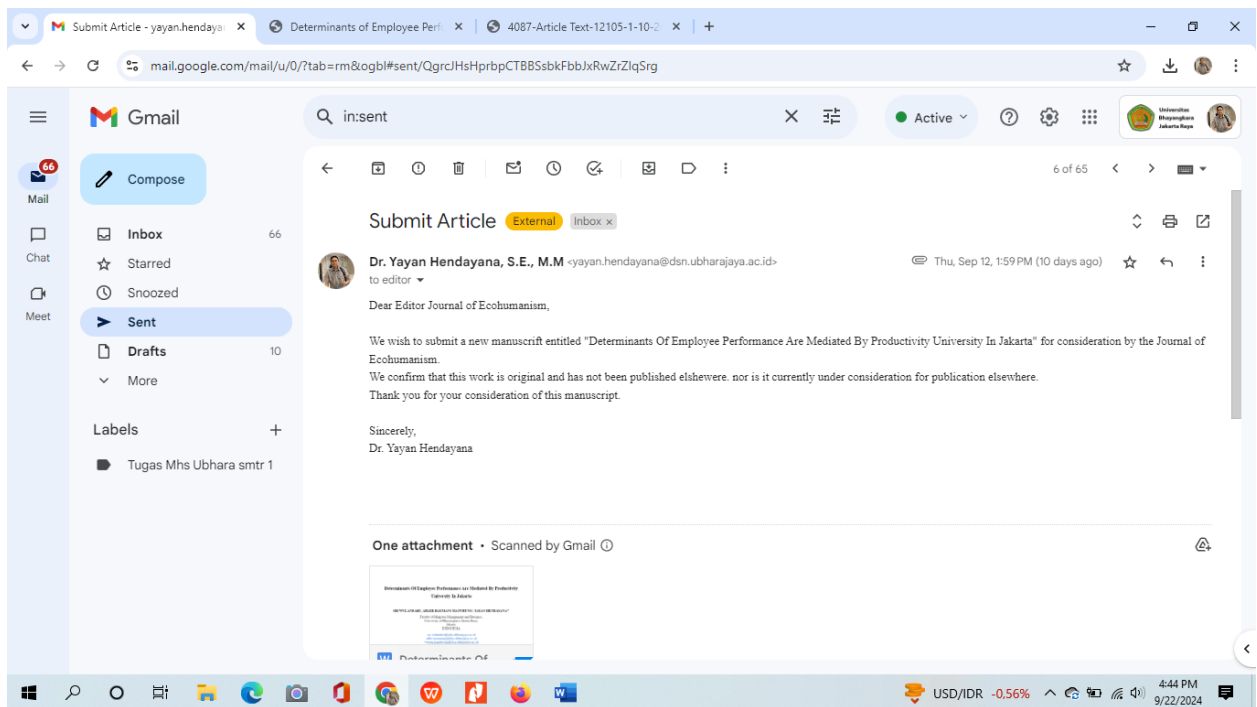 Submit Article - yayan.hendaya
Determinants of Employee Perf
4087-Article Text-12105-1-10-2
mail.google.com/mail/u/0/?tab=rm&ogbl#sent/QgrcJHsHprbpCTBBSsbkFbbJxRwZrZlqSrg
Gmail
in:sent
Active
Universitas
Bhayangkara
Jakarta Raya
66
Mail
Chat
Meet
Compose
Inbox 66
Starred
Snoozed
Sent
Drafts 10
More
Labels
Tugas Mhs Ubhara smtr 1
6 of 65
Submit Article External Inbox x
Dr. Yayan Hendayana, S.E., M.M <yayan.hendayana@dsn.ubharajaya.ac.id> Thu, Sep 12, 1:59 PM (10 days ago)
to editor
Dear Editor Journal of Ecohumanism,
We wish to submit a new manuscrift entitled "Determinants Of Employee Performance Are Mediated By Productivity University In Jakarta" for consideration by the Journal of
Ecohumanism.
We confirm that this work is original and has not been published elshewere. nor is it currently under consideration for publication elsewhere.
Thank you for your consideration of this manuscript.
Sincerely,
Dr. Yayan Hendayana
One attachment • Scanned by Gmail
Determinants Of Employee Performance Are Mediated By Productivity
University In Jakarta
W Determinants Of
USD/IDR -0,56%
4:44 PM
9/22/2024